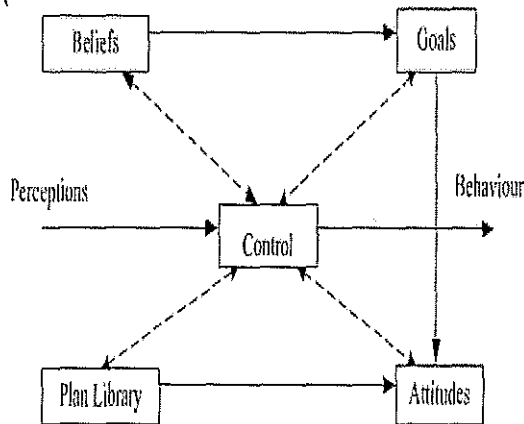 (
Beliefs
Goals
Perceptions
Behaviour
Control
Plan Library
Attitudes